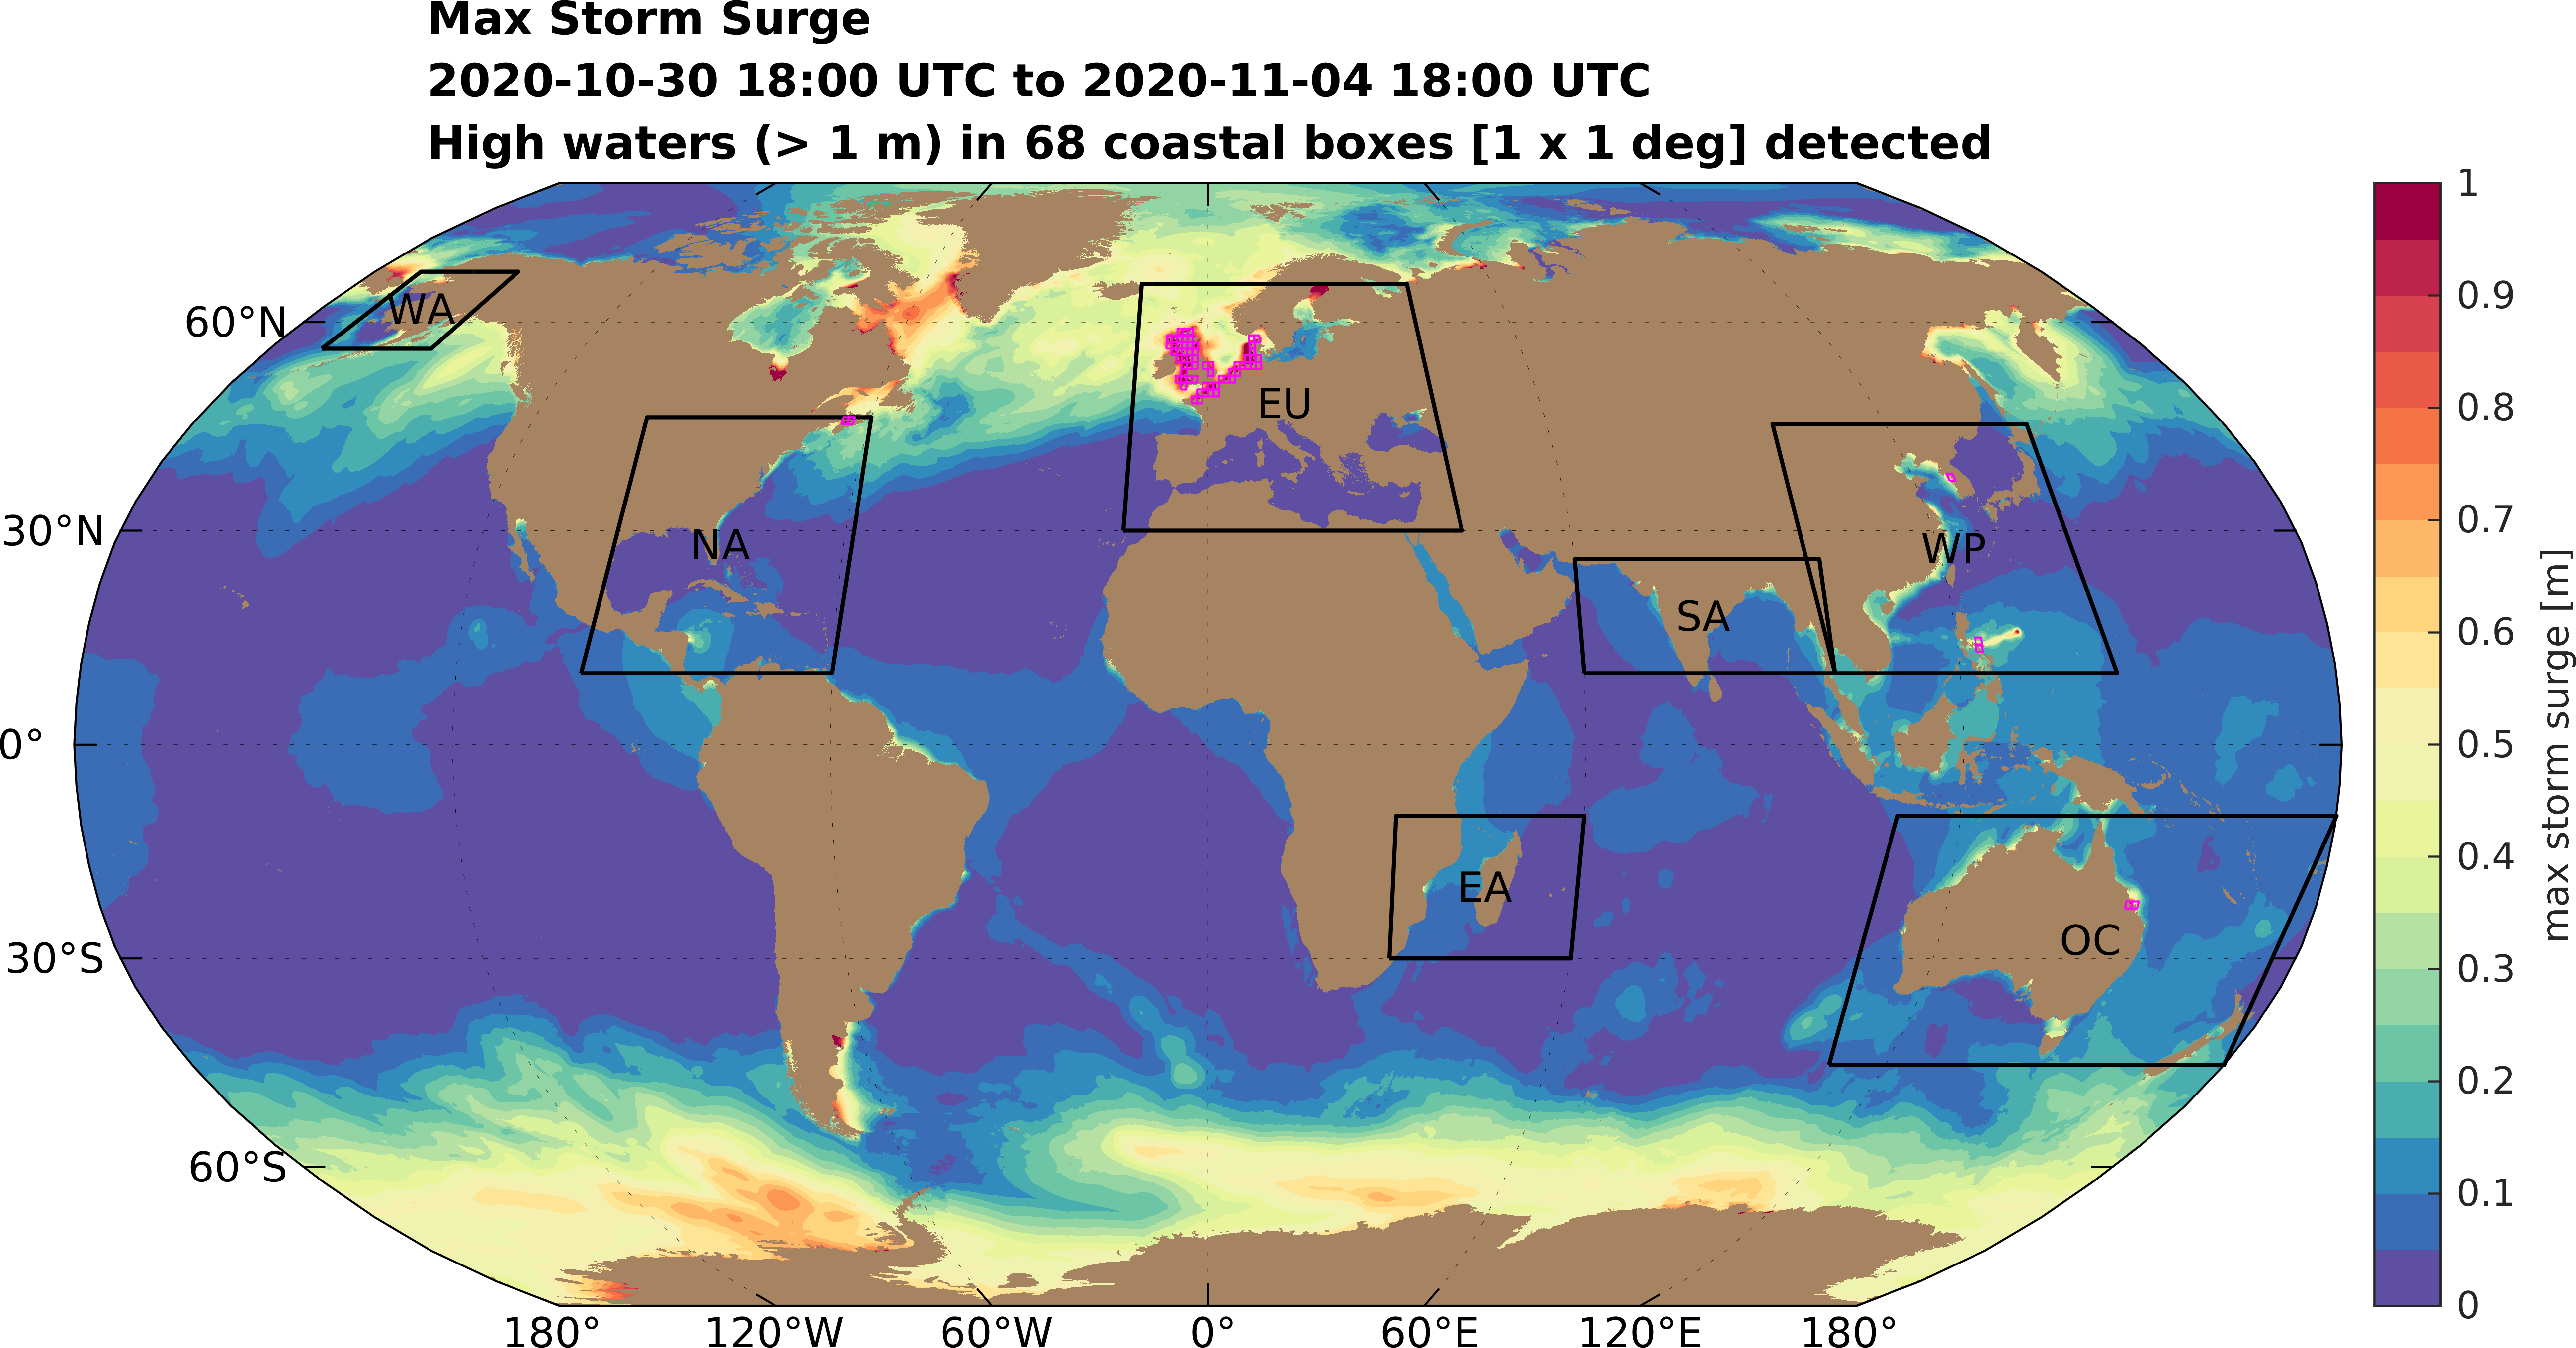 Max Storm Surge
2020-10-30 18:00 UTC to 2020-11-04 18:00 UTC
High waters (> 1 m) in 68 coastal boxes [1 x 1 deg] detected
60°N
30°N
0°
30°S
60°S
WA
NA
EU
SA
WP
EA
OC
180°
120°W
60°W
0°
60°E
120°E
180°
1
0.9
0.8
0.7
0.6
0.5
0.4
0.3
0.2
0.1
0
max storm surge [m]